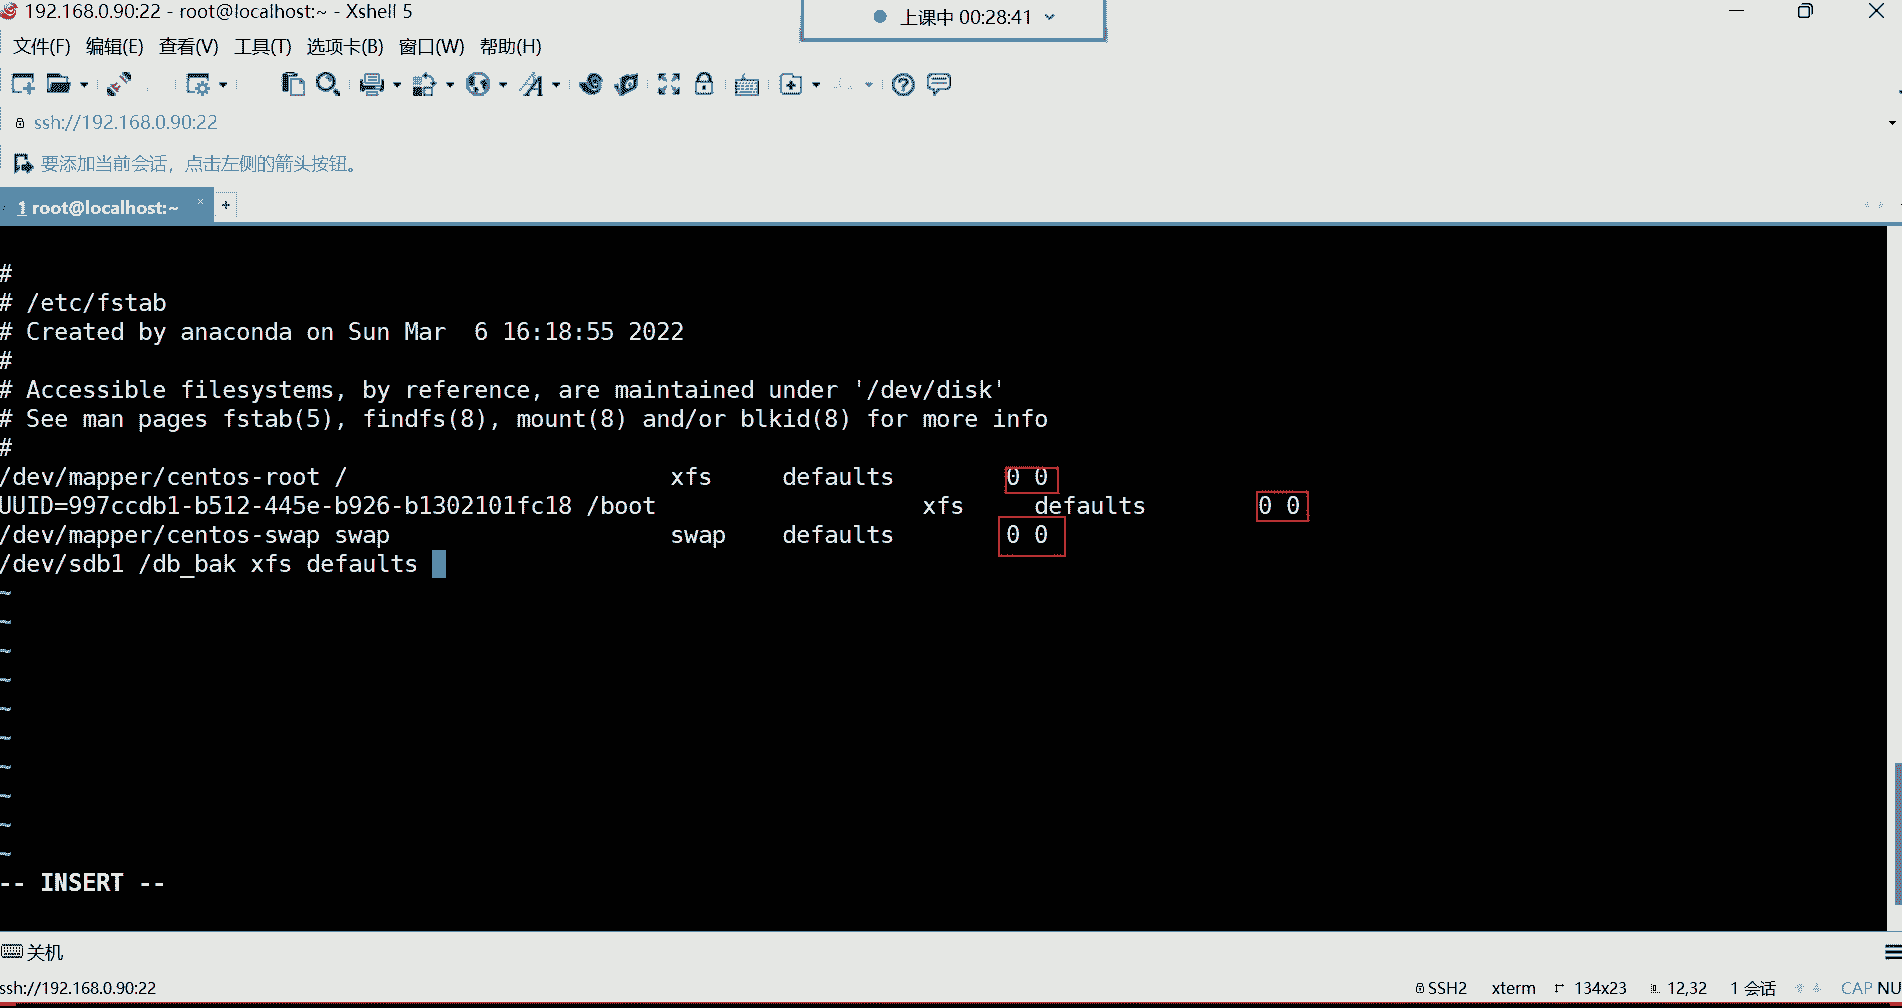 192.168.0.90:22 - root@localhost:~ - Xshell 5
上课中 00:28:41
文件(F) 编辑(E) 查看(V) 工具(T) 选项卡(B) 窗口(W) 帮助(H)
ssh://192.168.0.90:22
要添加当前会话，点击左侧的箭头按钮。
1 root@localhost:~ × +
#
# /etc/fstab
# Created by anaconda on Sun Mar  6 16:18:55 2022
#
# Accessible filesystems, by reference, are maintained under '/dev/disk'
# See man pages fstab(5), findfs(8), mount(8) and/or blkid(8) for more info
#
/dev/mapper/centos-root /                       xfs     defaults        0 0
UUID=997ccdb1-b512-445e-b926-b1302101fc18 /boot                   xfs     defaults        0 0
/dev/mapper/centos-swap swap                    swap    defaults        0 0
/dev/sdb1 /db_bak xfs defaults
~
~
~
~
~
~
~
~
~
~
-- INSERT --
关机
ssh://192.168.0.90:22 SSH2 xterm 134x23 12,32 1 会话 CAP NU